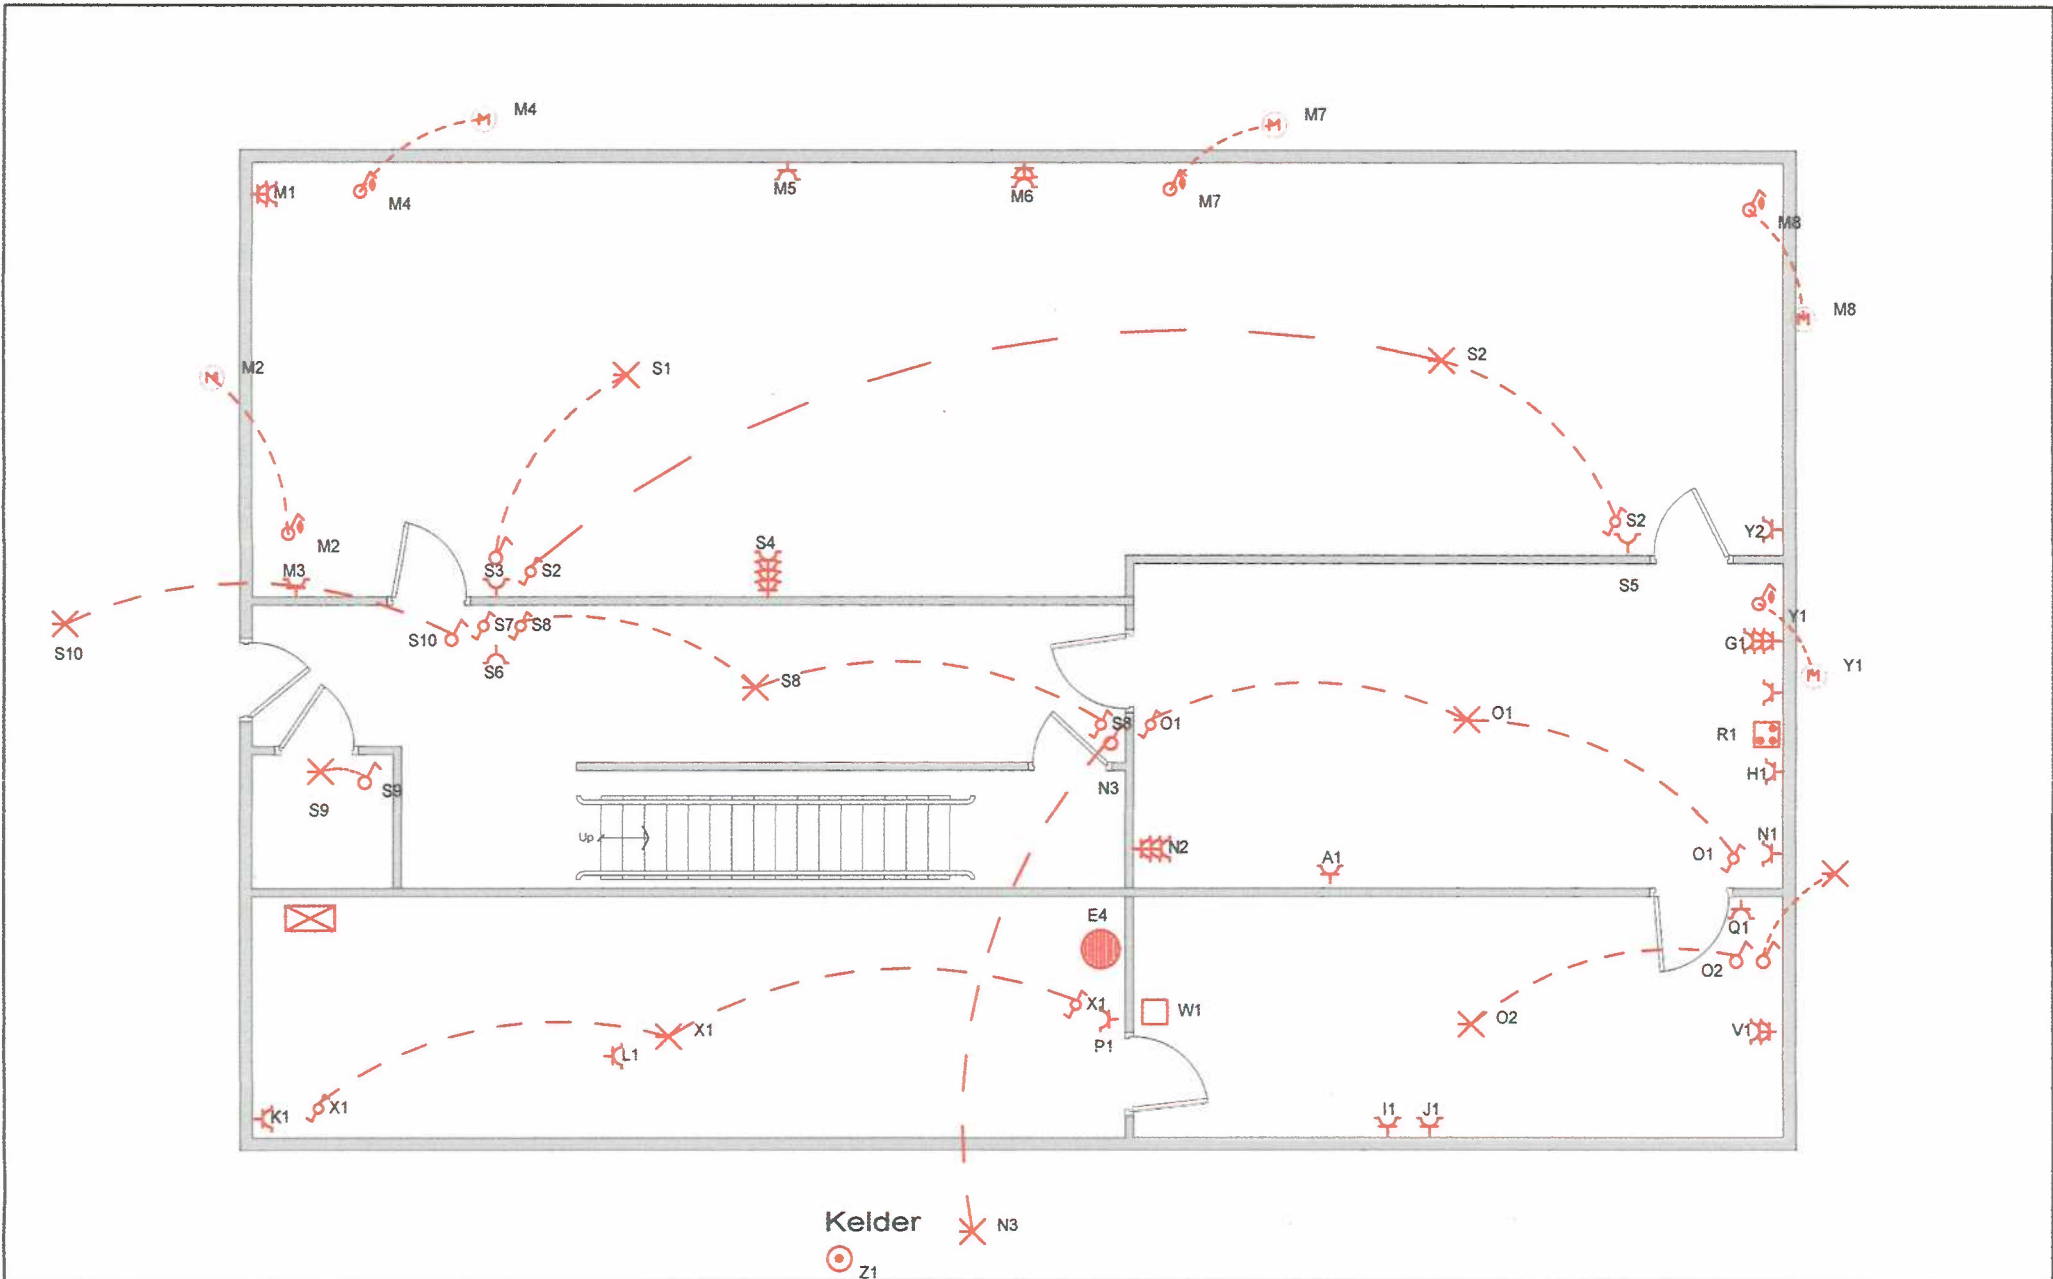 M4
M7
M1
M4
M5
M6
M7
M8
M8
M2
S1
S2
M2
M3
S3
S2
S4
S2
S5
Y2
S10
S10
S7
S8
S6
S8
S8
O1
O1
Y1
G1
Y1
R1
H1
S9
S9
N3
Up
N2
A1
O1
N1
E4
Q1
O2
X1
X1
L1
P1
W1
O2
V1
K1
X1
I1
J1
Kelder
N3
Z1